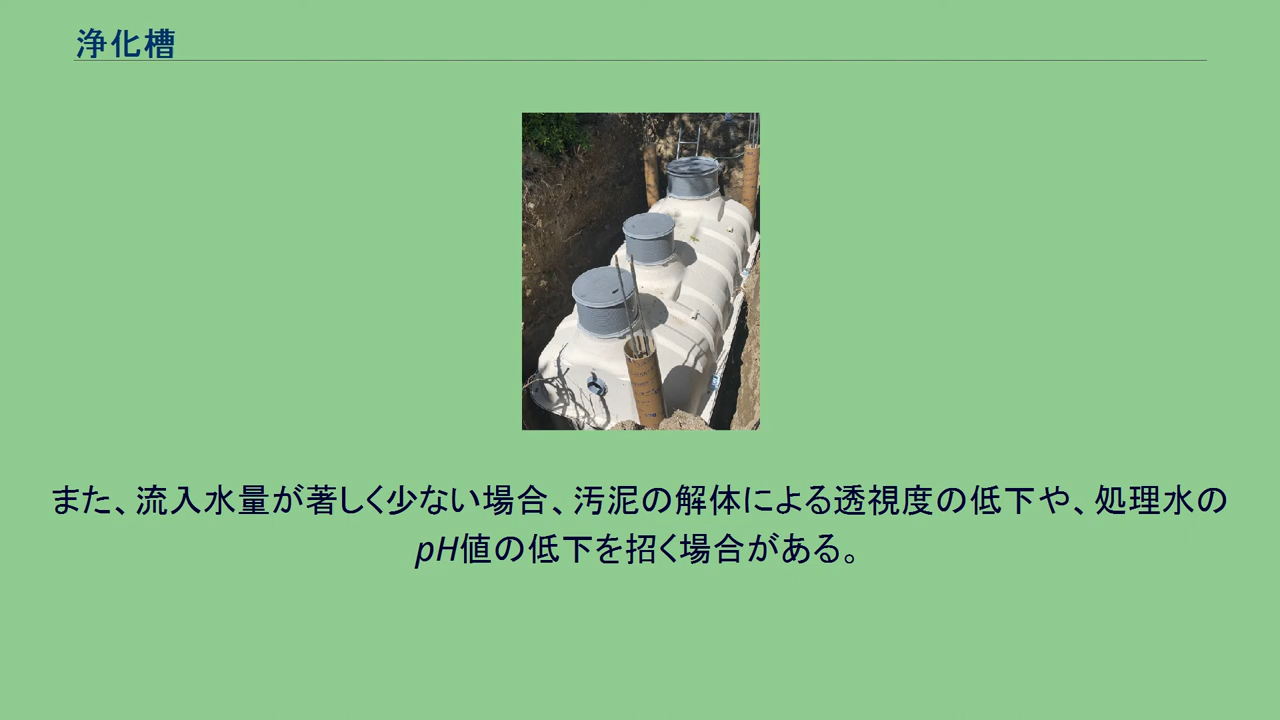 浄化槽
また、流入水量が著しく少ない場合、汚泥の解体による透視度の低下や、処理水の
pH値の低下を招く場合がある。